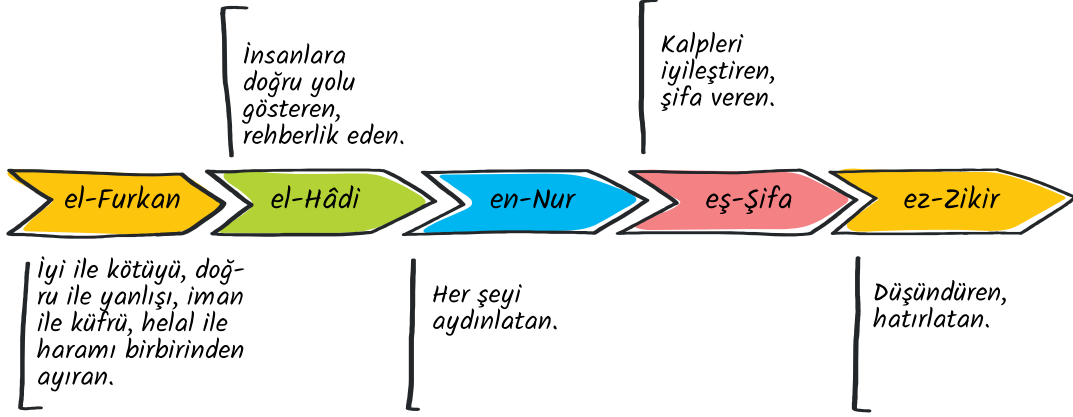 İnsanlara
doğru yolu
gösteren,
rehberlik eden.
Kalpleri
iyileştiren,
şifa veren.
el-Furkan
el-Hâdi
en-Nur
eş-Şifa
ez-Zikir
İyi ile kötüyü, doğ-
ru ile yanlışı, iman
ile küfrü, helal ile
haramı birbirinden
ayıran.
Her şeyi
aydınlatan.
Düşündüren,
hatırlatan.